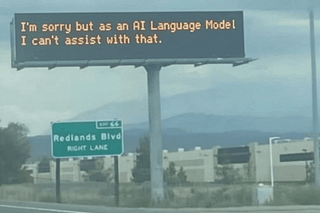 I'm sorry but as an AI Language Model
I can't assist with that.
EXIT 64
Redlands Blvd
RIGHT LANE